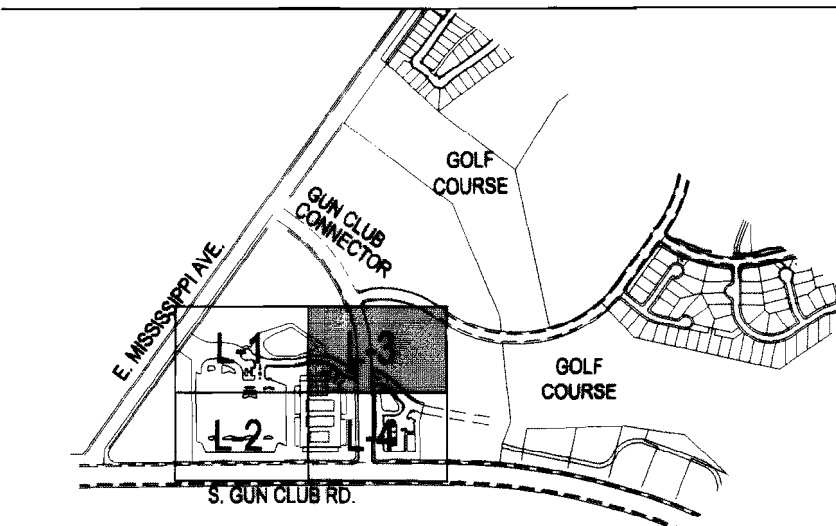 GOLF
COURSE
GUN CLUB
CONNECTOR
E. MISSISSIPPI AVE.
L-1
L-3
GOLF
COURSE
L-2
L-4
S. GUN CLUB RD.